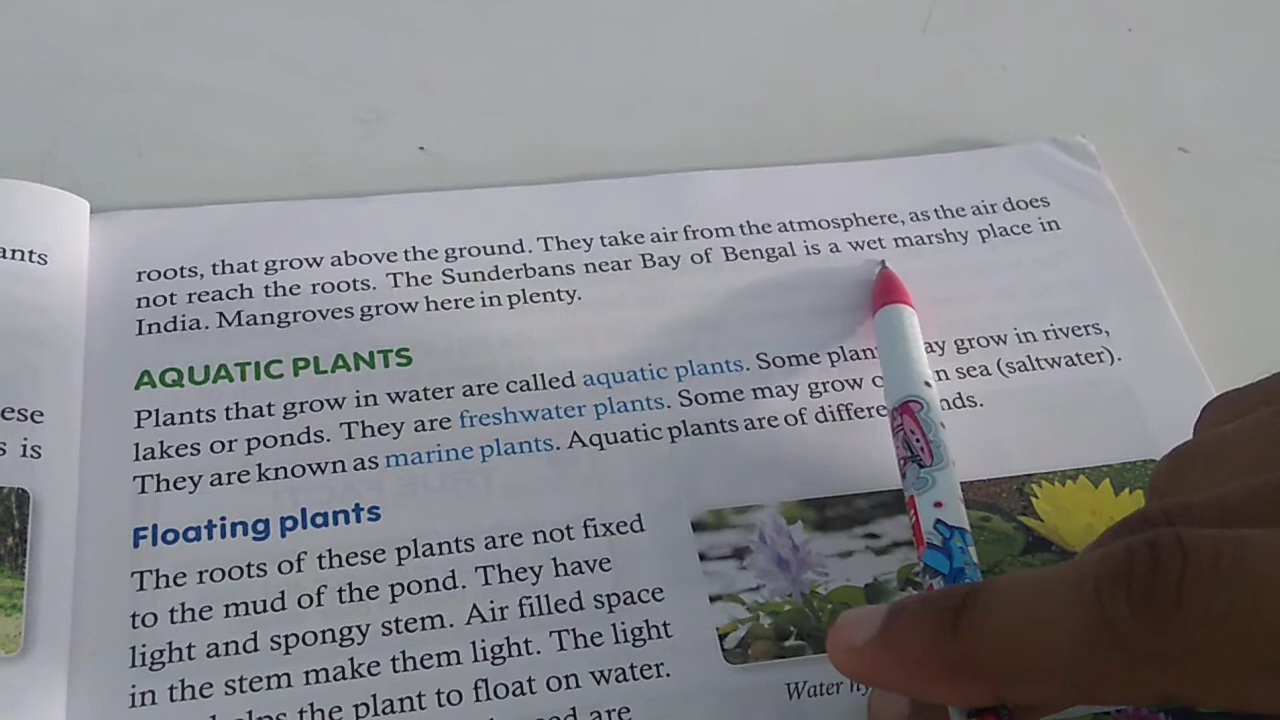 ants
ese
s is
roots, that grow above the ground. They take air from the atmosphere, as the air does
not reach the roots. The Sunderbans near Bay of Bengal is a wet marshy place in
India. Mangroves grow here in plenty.
AQUATIC PLANTS
Plants that grow in water are called aquatic plants. Some plan ay grow in rivers,
lakes or ponds. They are freshwater plants. Some may grow n sea (saltwater).
They are known as marine plants. Aquatic plants are of differe nds.
Floating plants
The roots of these plants are not fixed
to the mud of the pond. They have
light and spongy stem. Air filled space
in the stem make them light. The light
the plant to float on water.
are
Water